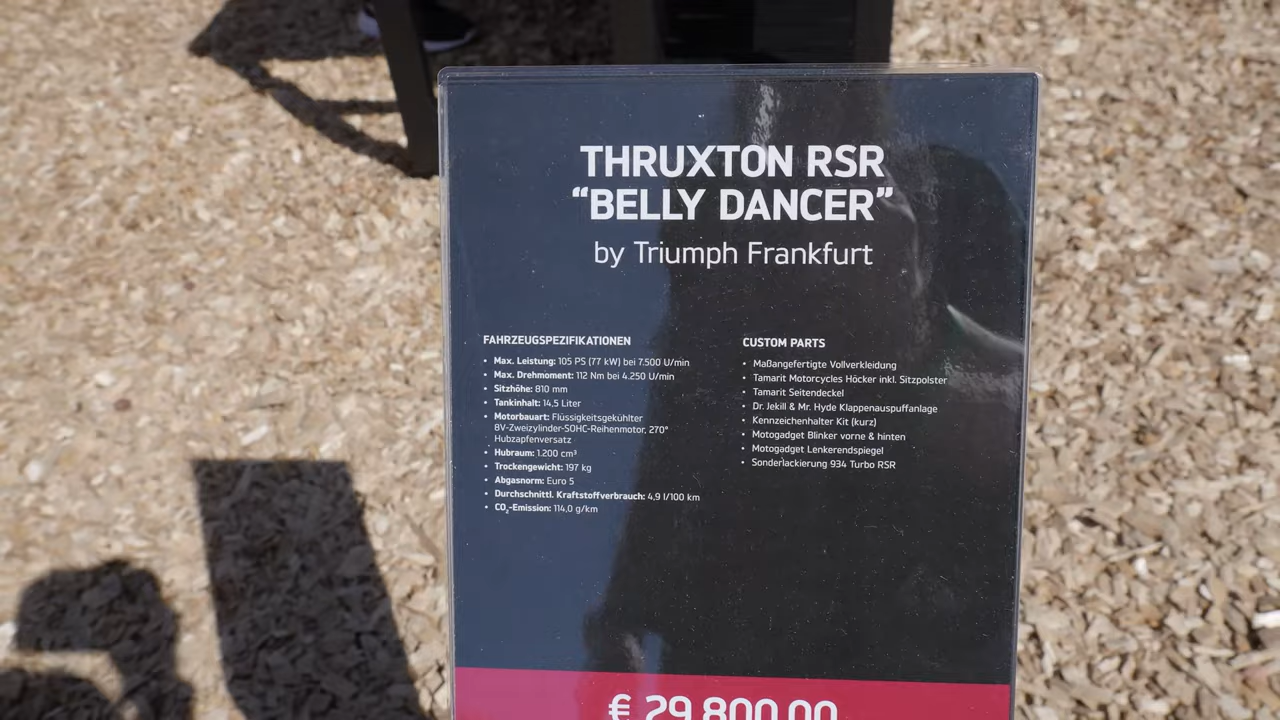 THRUXTON RSR
“BELLY DANCER”
by Triumph Frankfurt
FAHRZEUGSPEZIFIKATIONEN
• Max. Leistung: 105 PS (77 kW) bei 7.500 U/min
• Max. Drehmoment: 112 Nm bei 4.250 U/min
• Sitzhöhe: 810 mm
• Tankinhalt: 14,5 Liter
• Motorbauart: Flüssigkeitsgekühlter
8V-Zweizylinder-SOHC-Reihenmotor, 270°
Hubzapfenversatz
• Hubraum: 1.200 cm³
• Trockengewicht: 197 kg
• Abgasnorm: Euro 5
• Durchschnittl. Kraftstoffverbrauch: 4,9 l/100 km
• CO₂-Emission: 114,0 g/km
CUSTOM PARTS
• Maßangefertigte Vollverkleidung
• Tamarit Motorcycles Höcker inkl. Sitzpolster
• Tamarit Seitendeckel
• Dr. Jekill & Mr. Hyde Klappenauspuffanlage
• Kennzeichenhalter Kit (kurz)
• Motogadget Blinker vorne & hinten
• Motogadget Lenkerendspiegel
• Sonderlackierung 934 Turbo RSR
€ 29.800,00